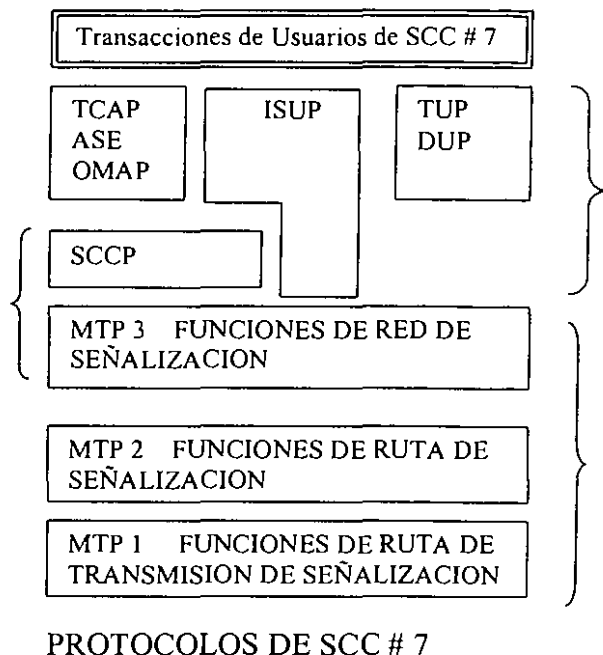 Transacciones de Usuarios de SCC # 7
TCAP
ASE
OMAP
ISUP
TUP
DUP
SCCP
MTP 3 FUNCIONES DE RED DE
SEÑALIZACION
MTP 2 FUNCIONES DE RUTA DE
SEÑALIZACION
MTP 1 FUNCIONES DE RUTA DE
TRANSMISION DE SEÑALIZACION
PROTOCOLOS DE SCC # 7